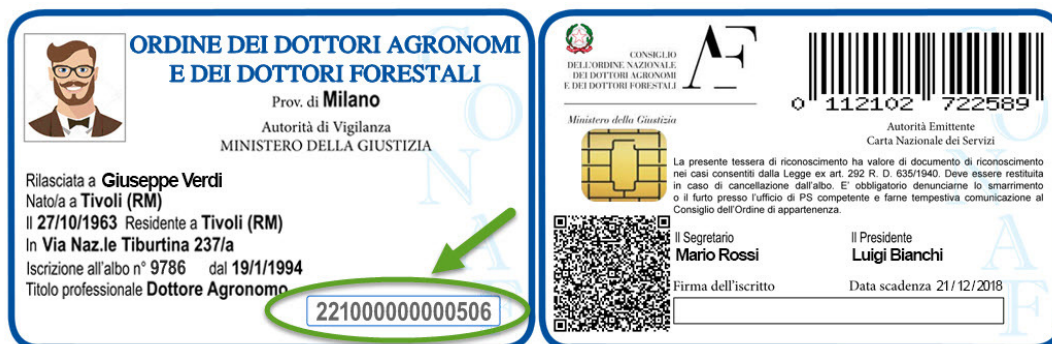 ORDINE DEI DOTTORI AGRONOMI
E DEI DOTTORI FORESTALI
Prov. di Milano
Autorità di Vigilanza
MINISTERO DELLA GIUSTIZIA
Rilasciata a Giuseppe Verdi
Nato/a a Tivoli (RM)
Il 27/10/1963 Residente a Tivoli (RM)
In Via Naz.le Tiburtina 237/a
Iscrizione all'albo n° 9786 dal 19/1/1994
Titolo professionale Dottore Agronomo
221000000000506
CONAF
CONSIGLIO
DELL'ORDINE NAZIONALE
DEI DOTTORI AGRONOMI
E DEI DOTTORI FORESTALI
AF
Ministero della Giustizia
0 112102 722589
Autorità Emittente
Carta Nazionale dei Servizi
La presente tessera di riconoscimento ha valore di documento di riconoscimento
nei casi consentiti dalla Legge ex art. 292 R. D. 635/1940. Deve essere restituita
in caso di cancellazione dall'albo. E' obbligatorio denunciarne lo smarrimento
o il furto presso l'ufficio di PS competente e farne tempestiva comunicazione al
Consiglio dell'Ordine di appartenenza.
Il Segretario
Mario Rossi
Il Presidente
Luigi Bianchi
Firma dell'iscritto
Data scadenza 21/12/2018
CONAF